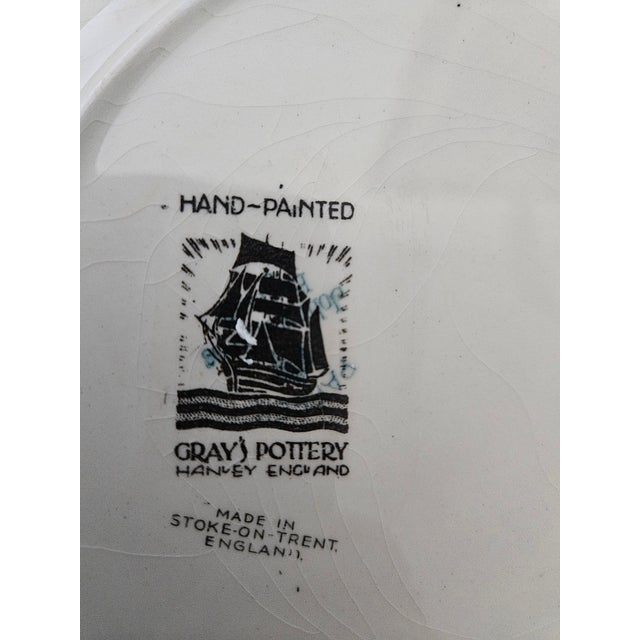 HAND-PAINTED
GRAY'S POTTERY
HANLEY ENGLAND
MADE IN
STOKE-ON-TRENT,
ENGLAND.